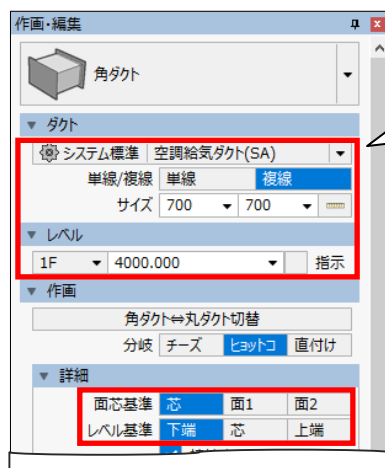 作画・編集
角ダクト
ダクト
システム標準 空調給気ダクト(SA)
単線/複線 単線 複線
サイズ 700 700
レベル
1F 4000.000 指示
作画
角ダクト⇔丸ダクト切替
分岐 チーズ ヒョットコ 直付け
詳細
面芯基準 芯 面1 面2
レベル基準 下端 芯 上端